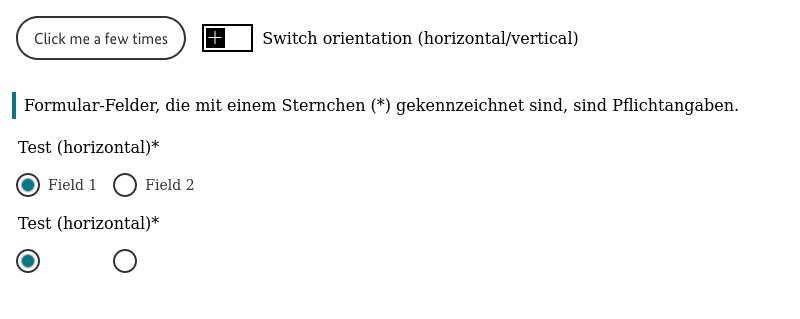 Click me a few times
Switch orientation (horizontal/vertical)
Formular-Felder, die mit einem Sternchen (*) gekennzeichnet sind, sind Pflichtangaben.
Test (horizontal)*
Field 1 Field 2
Test (horizontal)*